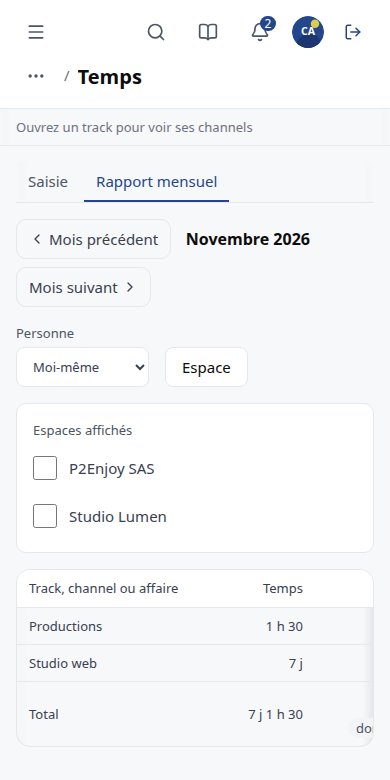 2
CA
... / Temps
Ouvrez un track pour voir ses channels
Saisie Rapport mensuel
Mois précédent Novembre 2026
Mois suivant
Personne
Moi-même Espace
Espaces affichés
P2Enjoy SAS
Studio Lumen
Track, channel ou affaire Temps
Productions 1 h 30
Studio web 7 j
Total 7 j 1 h 30